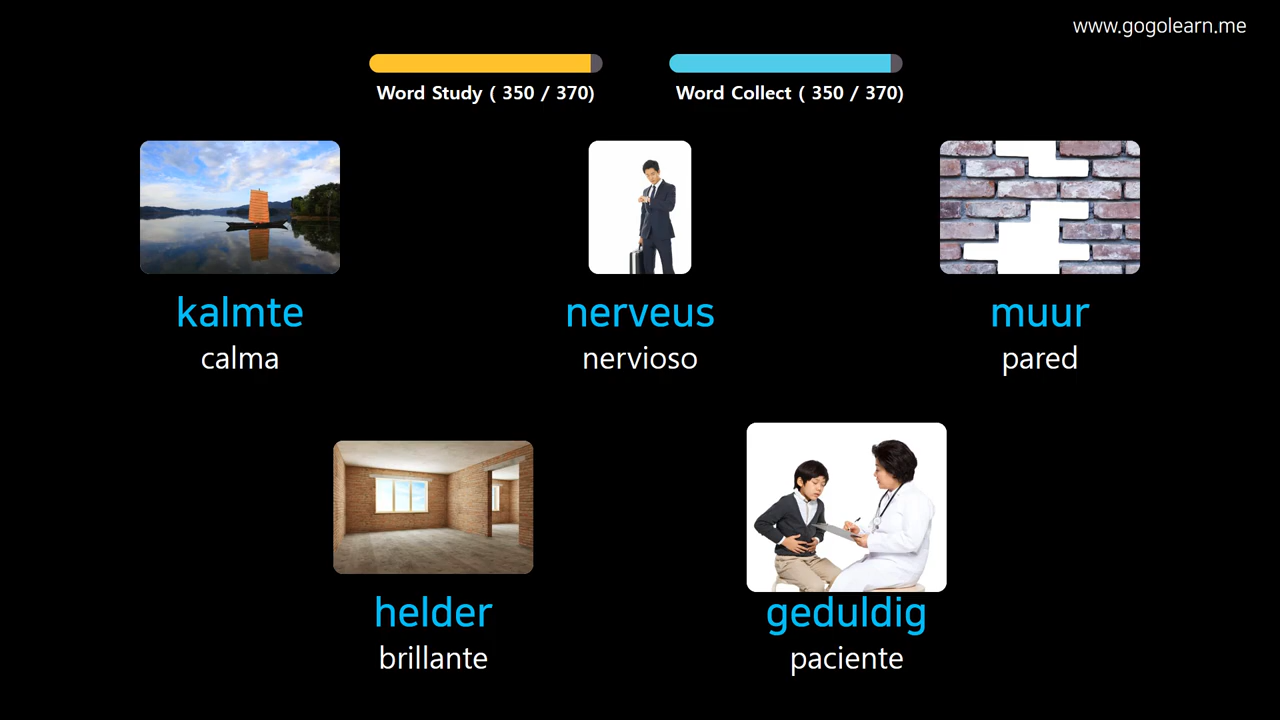 www.gogolearn.me
Word Study ( 350 / 370)
Word Collect ( 350 / 370)
kalmte
calma
nerveus
nervioso
muur
pared
helder
brillante
geduldig
paciente